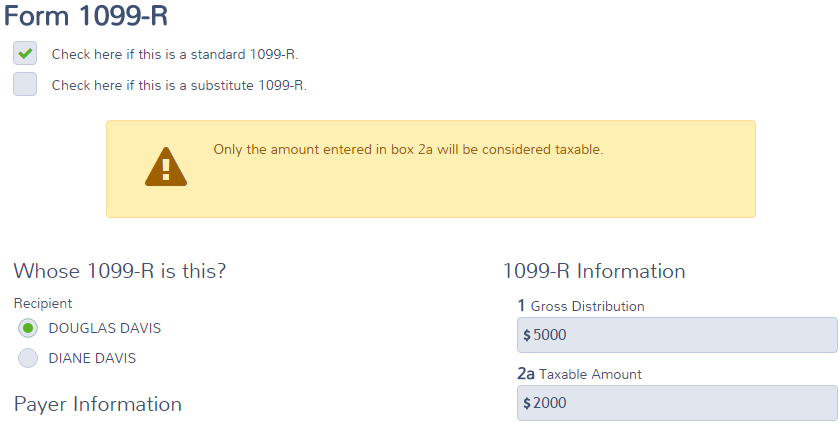 Form 1099-R
Check here if this is a standard 1099-R.
Check here if this is a substitute 1099-R.
Only the amount entered in box 2a will be considered taxable.
Whose 1099-R is this?
Recipient
DOUGLAS DAVIS
DIANE DAVIS
Payer Information
1099-R Information
1 Gross Distribution
$5000
2a Taxable Amount
$2000